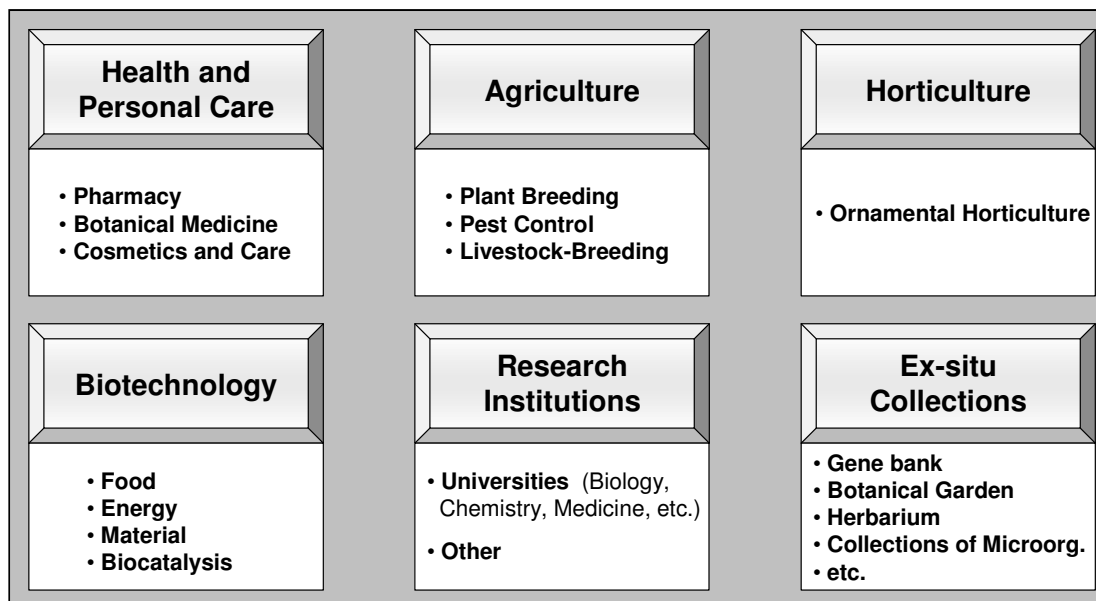 Health and
Personal Care
• Pharmacy
• Botanical Medicine
• Cosmetics and Care
Agriculture
• Plant Breeding
• Pest Control
• Livestock-Breeding
Horticulture
• Ornamental Horticulture
Biotechnology
• Food
• Energy
• Material
• Biocatalysis
Research
Institutions
• Universities (Biology,
Chemistry, Medicine, etc.)
• Other
Ex-situ
Collections
• Gene bank
• Botanical Garden
• Herbarium
• Collections of Microorg.
• etc.